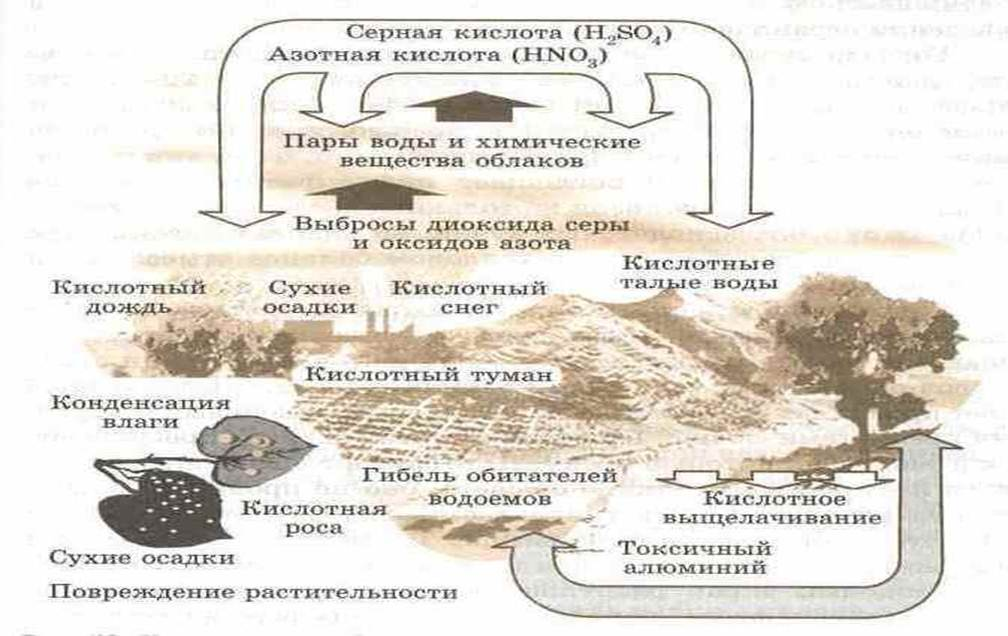 Серная кислота (H₂SO₄)
Азотная кислота (HNO₃)
Пары воды и химические
вещества облаков
Выбросы диоксида серы
и оксидов азота
Кислотные
талые воды
Кислотный
дождь
Сухие
осадки
Кислотный
снег
Кислотный туман
Конденсация
влаги
Гибель обитателей
водоемов
Кислотная
роса
Кислотное
выщелачивание
Сухие осадки
Токсичный
алюминий
Повреждение растительности